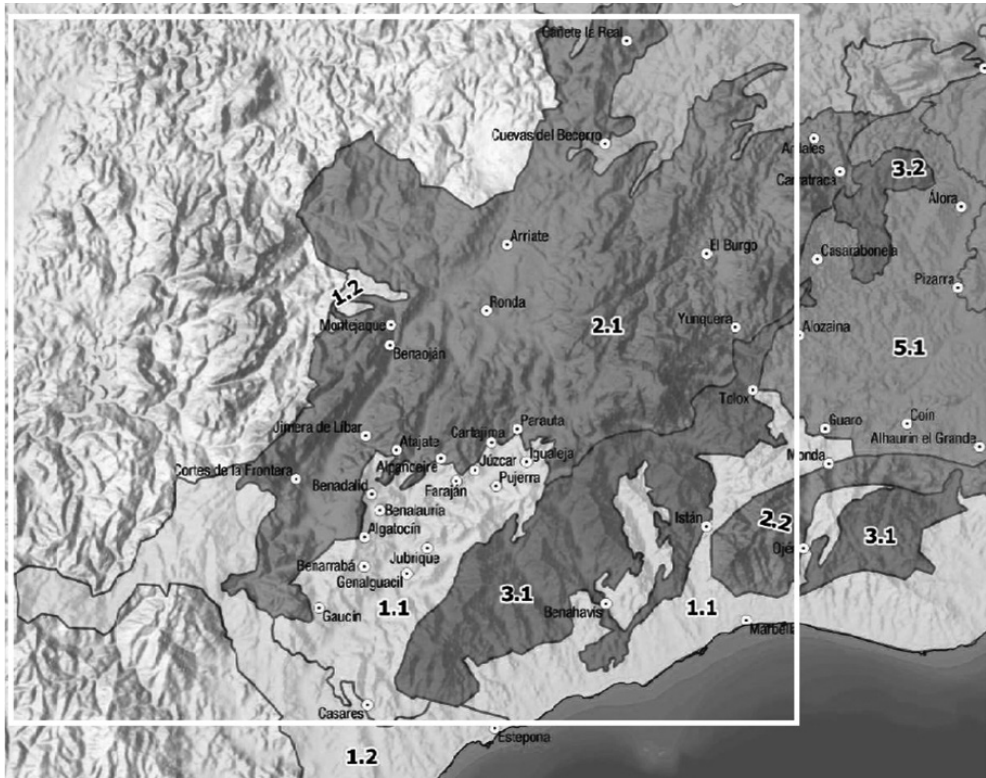 Cañete la Real
Cuevas del Becerro
Ardales
Carratraca
3.2
Álora
Arriate
El Burgo
Casarabonela
1.2
Pizarra
Ronda
Montejaque
2.1
Yunquera
Alozaina
Benaoján
5.1
Tolox
Parauta
Guaro
Coín
Jimera de Líbar
Cartajima
Alhaurín el Grande
Atajate
Igualeja
Alpandeire
Júzcar
Monda
Cortes de la Frontera
Faraján
Pujerra
Benadalid
Benalauría
Istán
2.2
Algatocín
3.1
Ojén
Jubrique
Benarrabá
Genalguacil
3.1
Gaucín
1.1
Benahavís
1.1
Marbella
Casares
Estepona
1.2